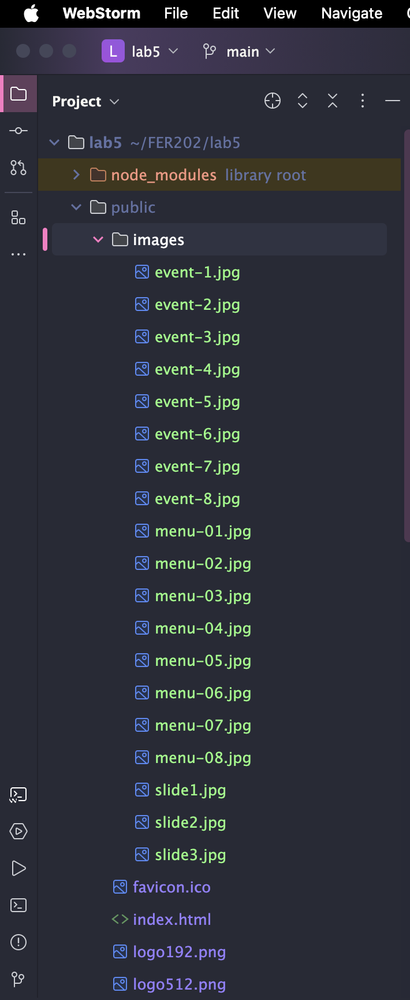 WebStorm File Edit View Navigate
L lab5 main
Project
lab5 ~/FER202/lab5
node_modules library root
public
images
event-1.jpg
event-2.jpg
event-3.jpg
event-4.jpg
event-5.jpg
event-6.jpg
event-7.jpg
event-8.jpg
menu-01.jpg
menu-02.jpg
menu-03.jpg
menu-04.jpg
menu-05.jpg
menu-06.jpg
menu-07.jpg
menu-08.jpg
slide1.jpg
slide2.jpg
slide3.jpg
favicon.ico
index.html
logo192.png
logo512.png